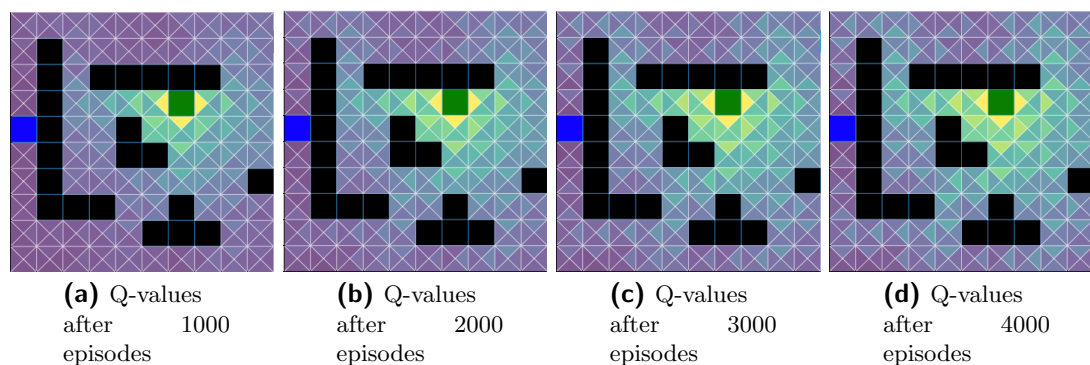 (a) Q-values
after 1000
episodes
(b) Q-values
after 2000
episodes
(c) Q-values
after 3000
episodes
(d) Q-values
after 4000
episodes